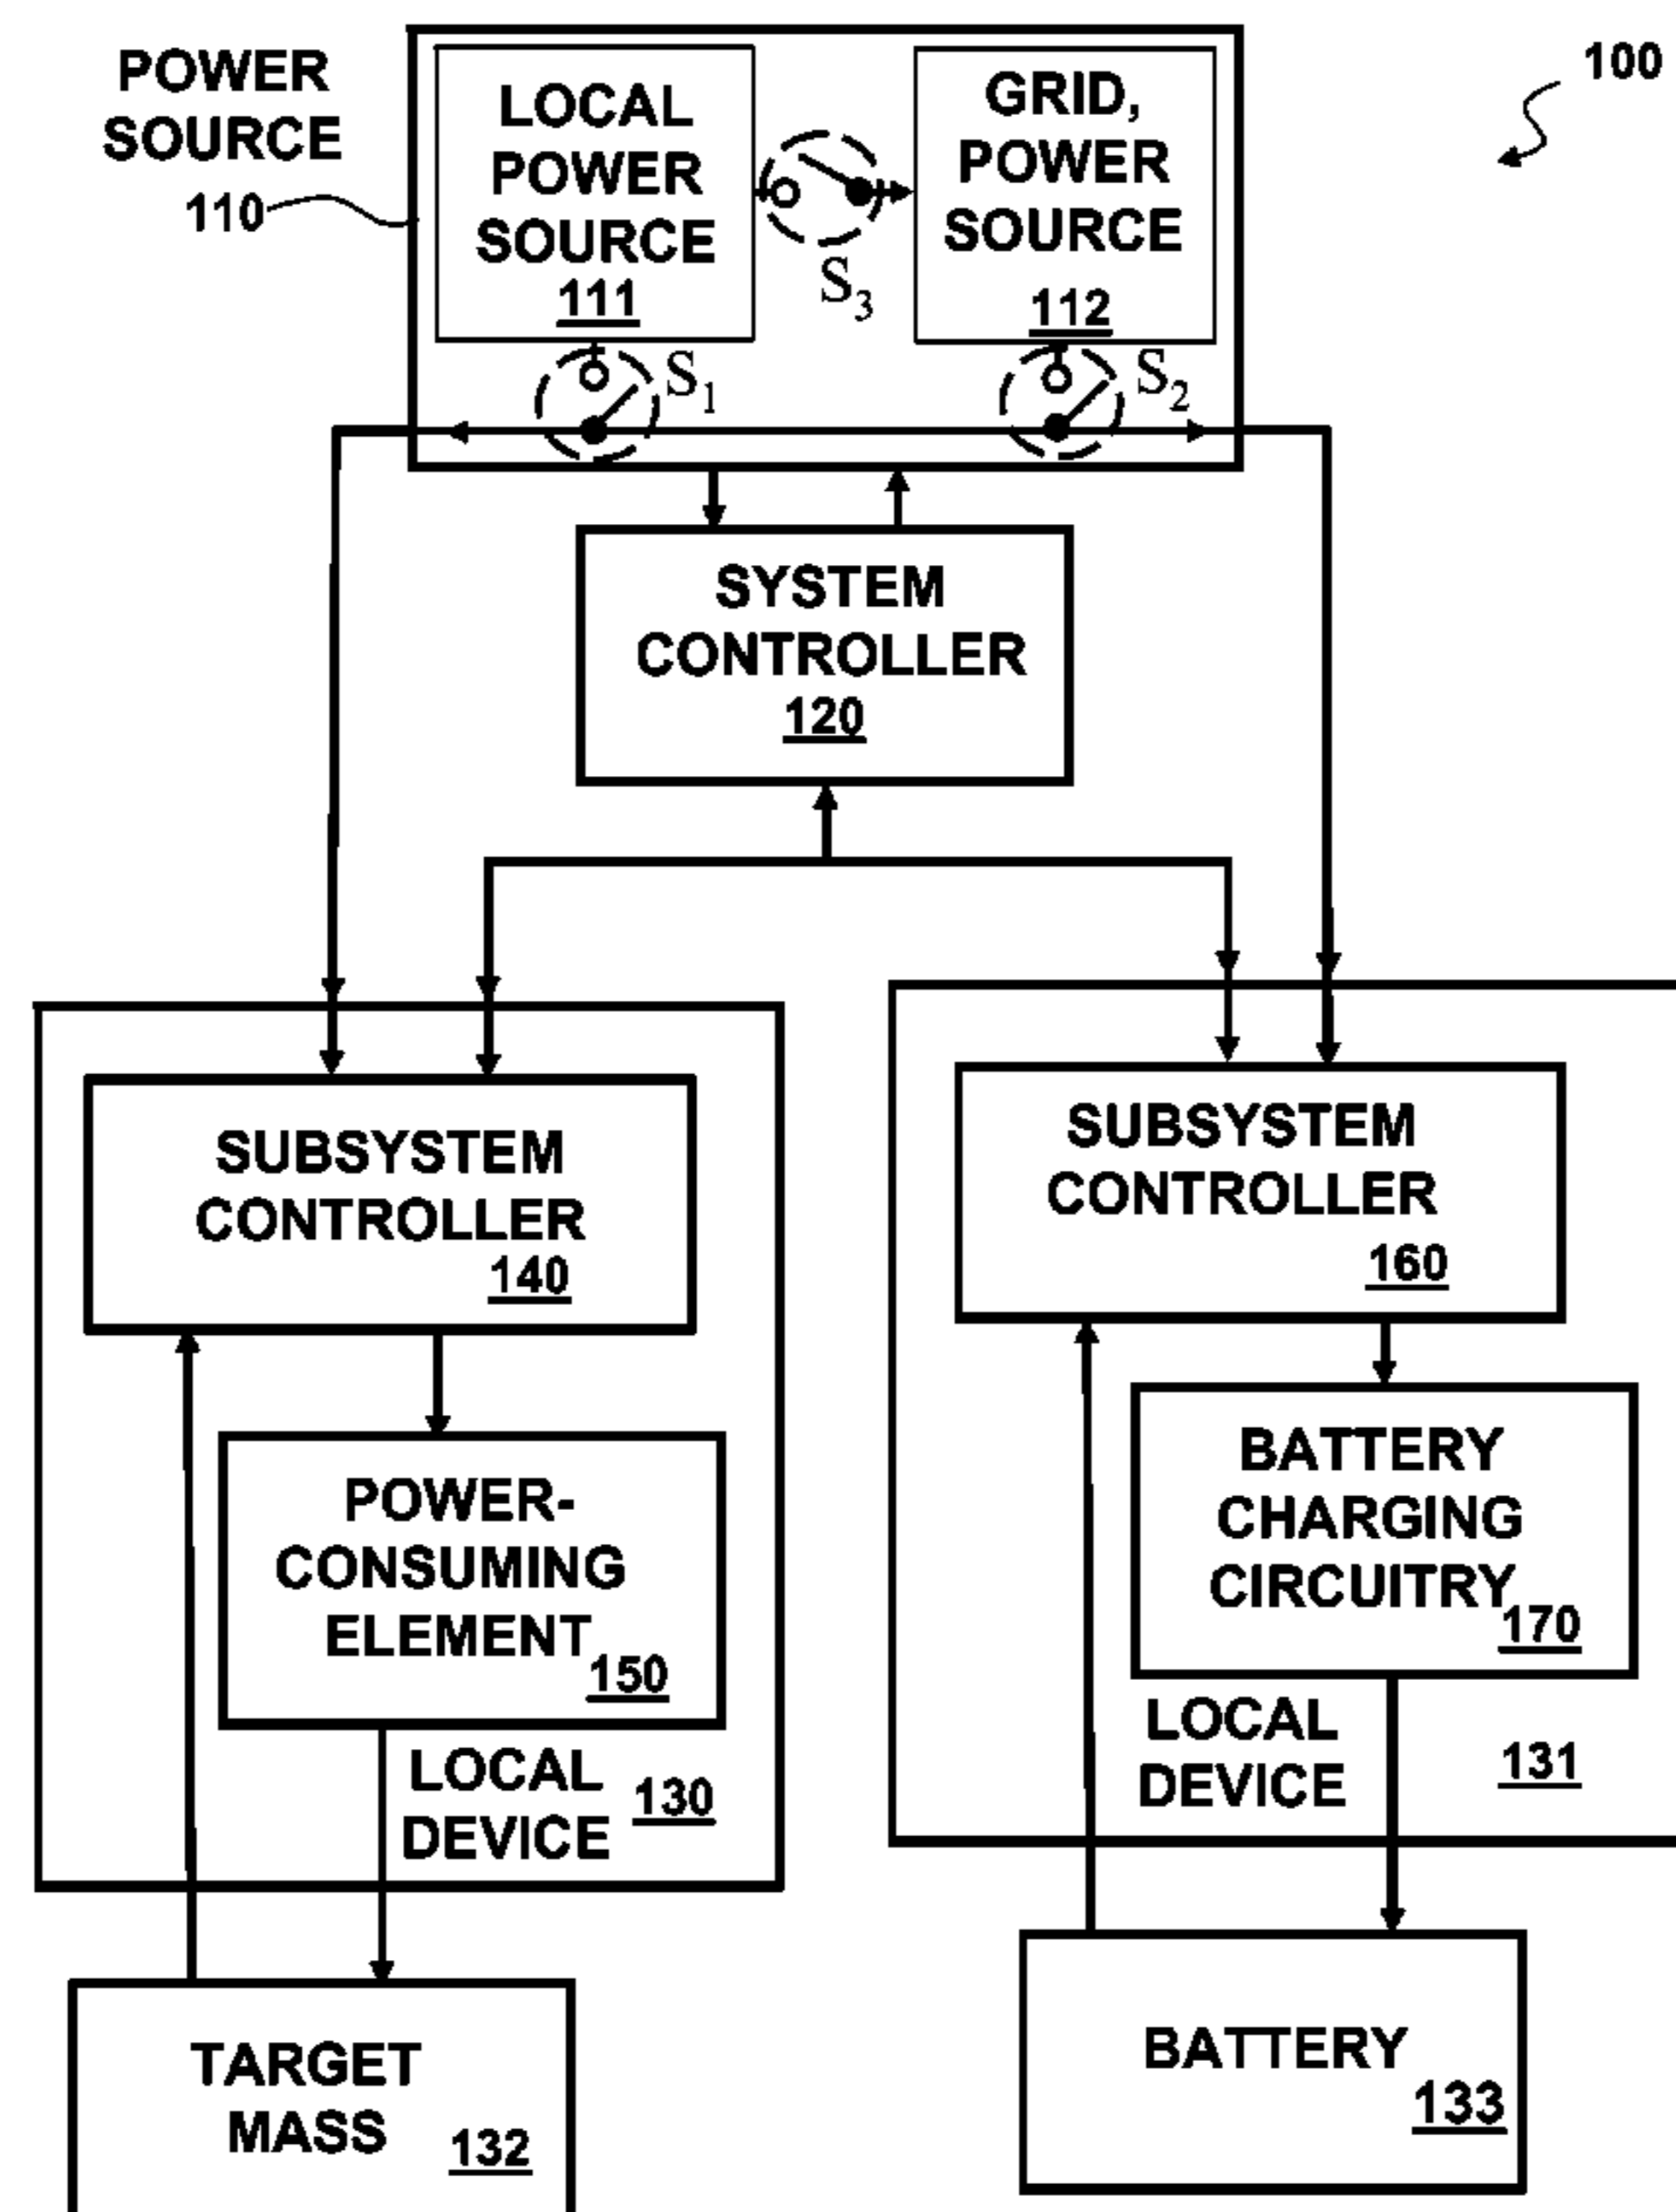 POWER
SOURCE
110
LOCAL
POWER
SOURCE
111
S3
GRID,
POWER
SOURCE
112
100
S1
S2
SYSTEM
CONTROLLER
120
SUBSYSTEM
CONTROLLER
140
POWER-
CONSUMING
ELEMENT
150
LOCAL
DEVICE
130
TARGET
MASS
132
SUBSYSTEM
CONTROLLER
160
BATTERY
CHARGING
CIRCUITRY
170
LOCAL
DEVICE
131
BATTERY
133